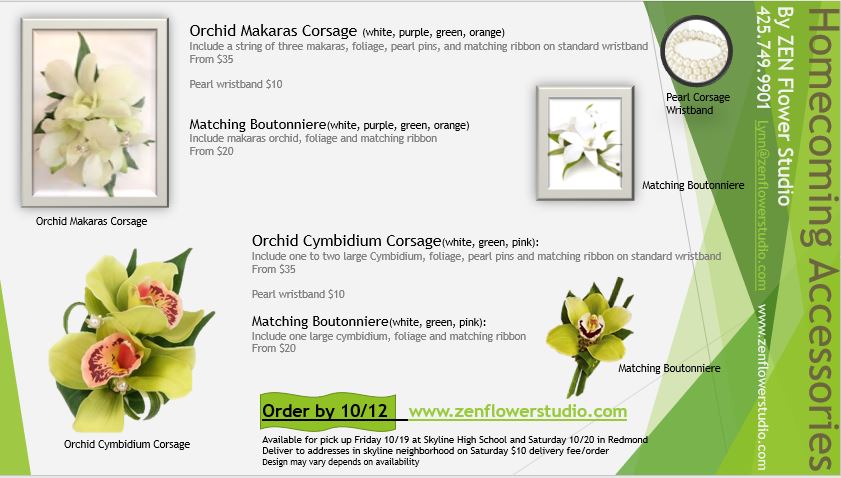 Orchid Makaras Corsage (white, purple, green, orange)
Include a string of three makaras, foliage, pearl pins, and matching ribbon on standard wristband
From $35
Pearl wristband $10
Matching Boutonniere(white, purple, green, orange)
Include makaras orchid, foliage and matching ribbon
From $20
Orchid Makaras Corsage
Pearl Corsage
Wristband
Matching Boutonniere
Orchid Cymbidium Corsage(white, green, pink):
Include one to two large Cymbidium, foliage, pearl pins and matching ribbon on standard wristband
From $35
Pearl wristband $10
Matching Boutonniere(white, green, pink):
Include one large cymbidium, foliage and matching ribbon
From $20
Matching Boutonniere
Orchid Cymbidium Corsage
Order by 10/12 www.zenflowerstudio.com
Available for pick up Friday 10/19 at Skyline High School and Saturday 10/20 in Redmond
Deliver to addresses in skyline neighborhood on Saturday $10 delivery fee/order
Design may vary depends on availability
Homecoming Accessories
By ZEN Flower Studio
425.749.9901 Lynn@zenflowerstudio.com www.zenflowerstudio.com